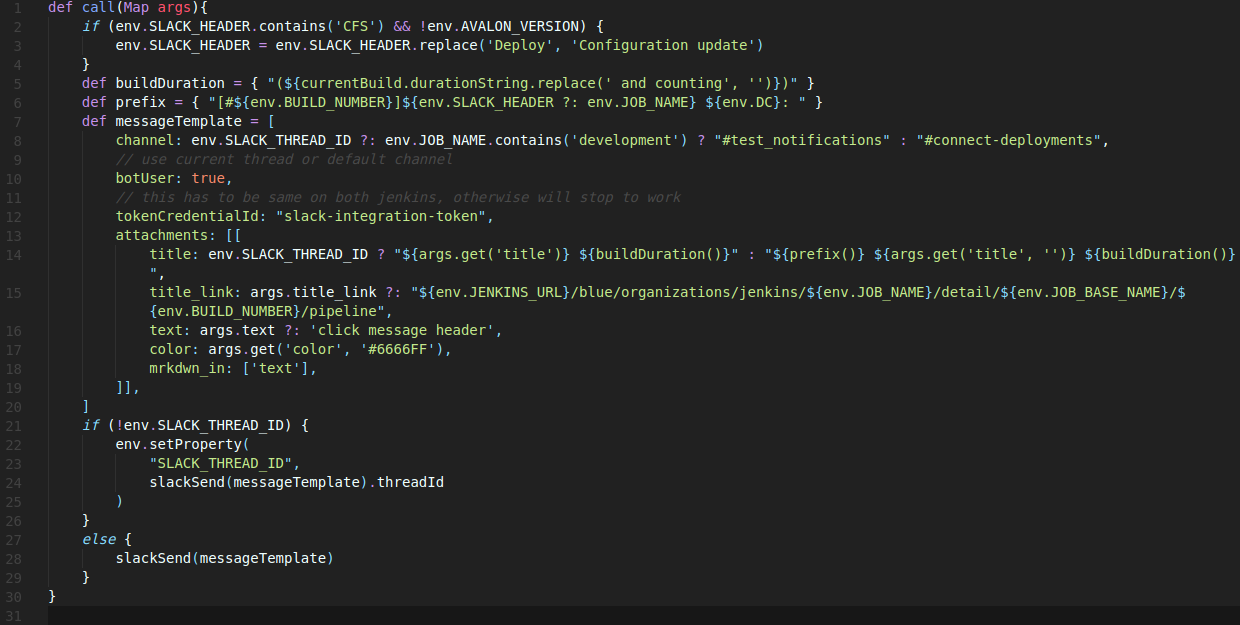 1 def call(Map args){
2 if (env.SLACK_HEADER.contains('CFS') && !env.AVALON_VERSION) {
3 env.SLACK_HEADER = env.SLACK_HEADER.replace('Deploy', 'Configuration update')
4 }
5 def buildDuration = { "(${currentBuild.durationString.replace(' and counting', '')})" }
6 def prefix = { "[#${env.BUILD_NUMBER}]${env.SLACK_HEADER ?: env.JOB_NAME} ${env.DC}: " }
7 def messageTemplate = [
8 channel: env.SLACK_THREAD_ID ?: env.JOB_NAME.contains('development') ? "#test_notifications" : "#connect-deployments",
9 // use current thread or default channel
10 botUser: true,
11 // this has to be same on both jenkins, otherwise will stop to work
12 tokenCredentialId: "slack-integration-token",
13 attachments: [[
14 title: env.SLACK_THREAD_ID ? "${args.get('title')} ${buildDuration()}" : "${prefix()} ${args.get('title', '')} ${buildDuration()}
",
15 title_link: args.title_link ?: "${env.JENKINS_URL}/blue/organizations/jenkins/${env.JOB_NAME}/detail/${env.JOB_BASE_NAME}/$
{env.BUILD_NUMBER}/pipeline",
16 text: args.text ?: 'click message header',
17 color: args.get('color', '#6666FF'),
18 mrkdwn_in: ['text'],
19 ]],
20 ]
21 if (!env.SLACK_THREAD_ID) {
22 env.setProperty(
23 "SLACK_THREAD_ID",
24 slackSend(messageTemplate).threadId
25 )
26 }
27 else {
28 slackSend(messageTemplate)
29 }
30 }
31